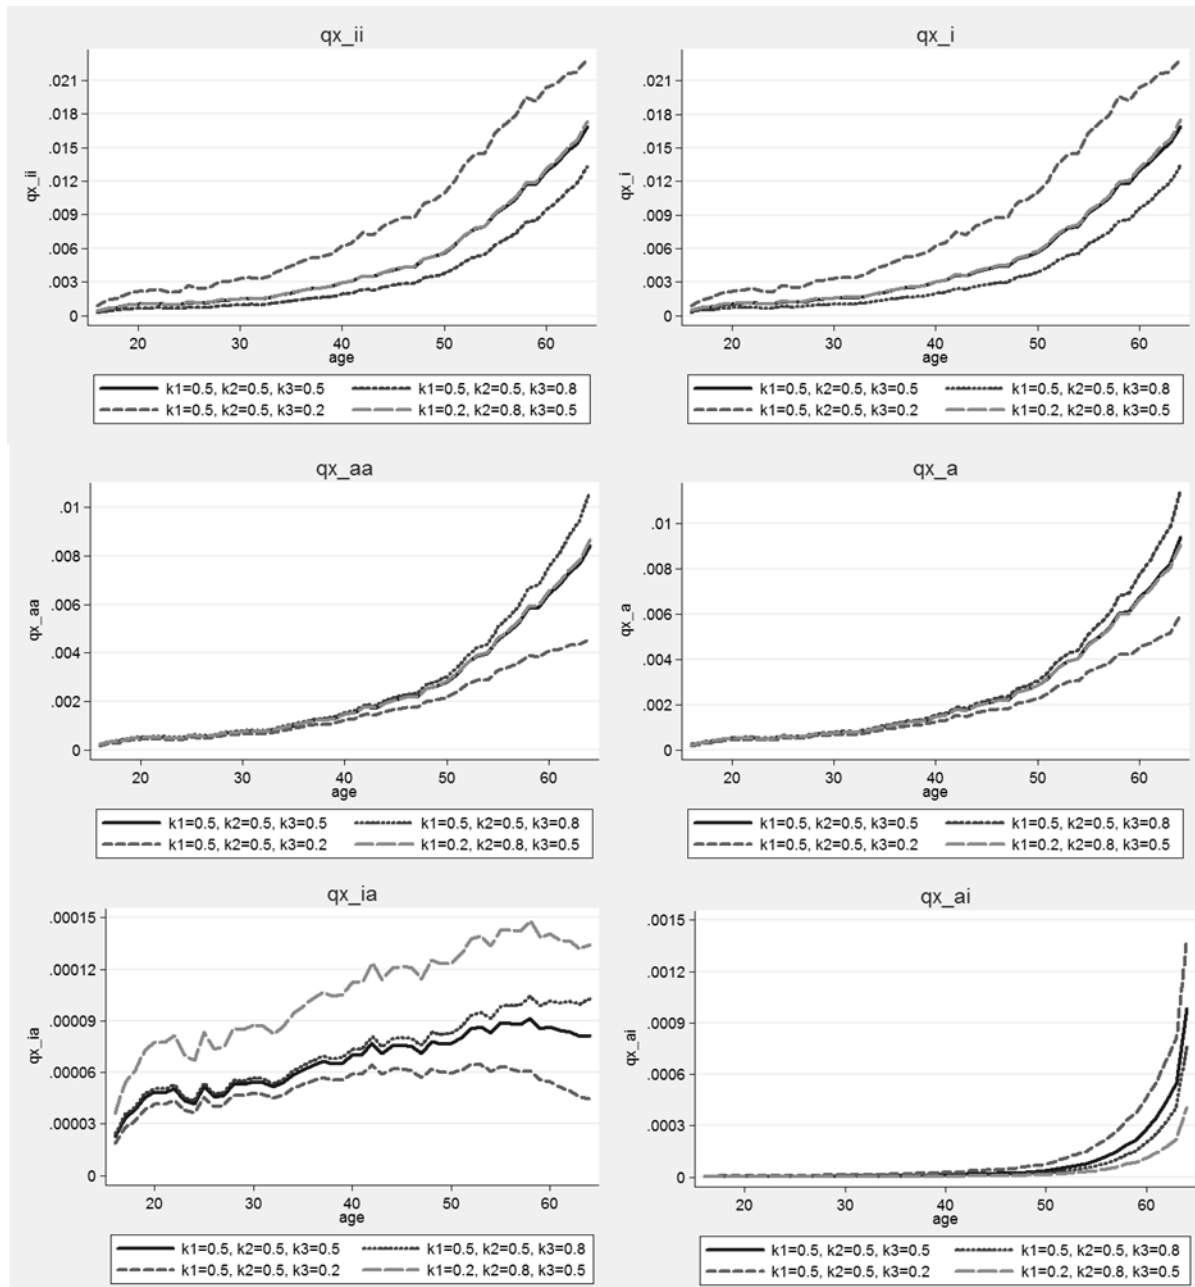 qx_ii
qx_ii
.021
.018
.015
.012
.009
.006
.003
0
20 30 40 50 60
age
k1=0.5, k2=0.5, k3=0.5 k1=0.5, k2=0.5, k3=0.8
k1=0.5, k2=0.5, k3=0.2 k1=0.2, k2=0.8, k3=0.5
qx_i
qx_i
.021
.018
.015
.012
.009
.006
.003
0
20 30 40 50 60
age
k1=0.5, k2=0.5, k3=0.5 k1=0.5, k2=0.5, k3=0.8
k1=0.5, k2=0.5, k3=0.2 k1=0.2, k2=0.8, k3=0.5
qx_aa
qx_aa
.01
.008
.006
.004
.002
0
20 30 40 50 60
age
k1=0.5, k2=0.5, k3=0.5 k1=0.5, k2=0.5, k3=0.8
k1=0.5, k2=0.5, k3=0.2 k1=0.2, k2=0.8, k3=0.5
qx_a
qx_a
.01
.008
.006
.004
.002
0
20 30 40 50 60
age
k1=0.5, k2=0.5, k3=0.5 k1=0.5, k2=0.5, k3=0.8
k1=0.5, k2=0.5, k3=0.2 k1=0.2, k2=0.8, k3=0.5
qx_ia
qx_ia
.00015
.00012
.00009
.00006
.00003
0
20 30 40 50 60
age
k1=0.5, k2=0.5, k3=0.5 k1=0.5, k2=0.5, k3=0.8
k1=0.5, k2=0.5, k3=0.2 k1=0.2, k2=0.8, k3=0.5
qx_ai
qx_ai
.0015
.0012
.0009
.0006
.0003
0
20 30 40 50 60
age
k1=0.5, k2=0.5, k3=0.5 k1=0.5, k2=0.5, k3=0.8
k1=0.5, k2=0.5, k3=0.2 k1=0.2, k2=0.8, k3=0.5